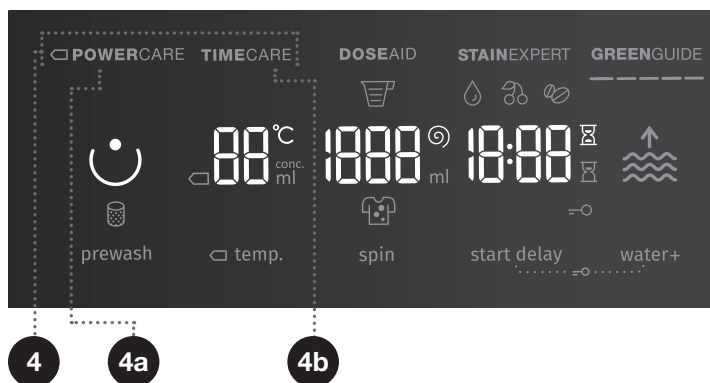 POWERCARE TIMECARE DOSEAID STAINEXPERT GREENGUIDE
88 °C 1888 18:88
conc.
ml ml
prewash temp. spin start delay water+
4 4a 4b